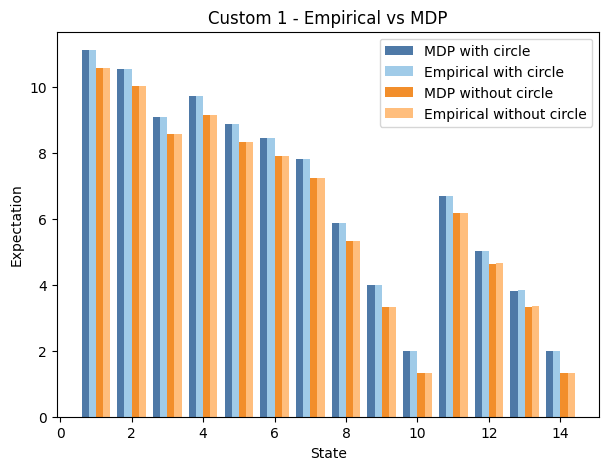 Custom 1 - Empirical vs MDP
MDP with circle
Empirical with circle
MDP without circle
Empirical without circle
Expectation
10
8
6
4
2
0
0 2 4 6 8 10 12 14
State